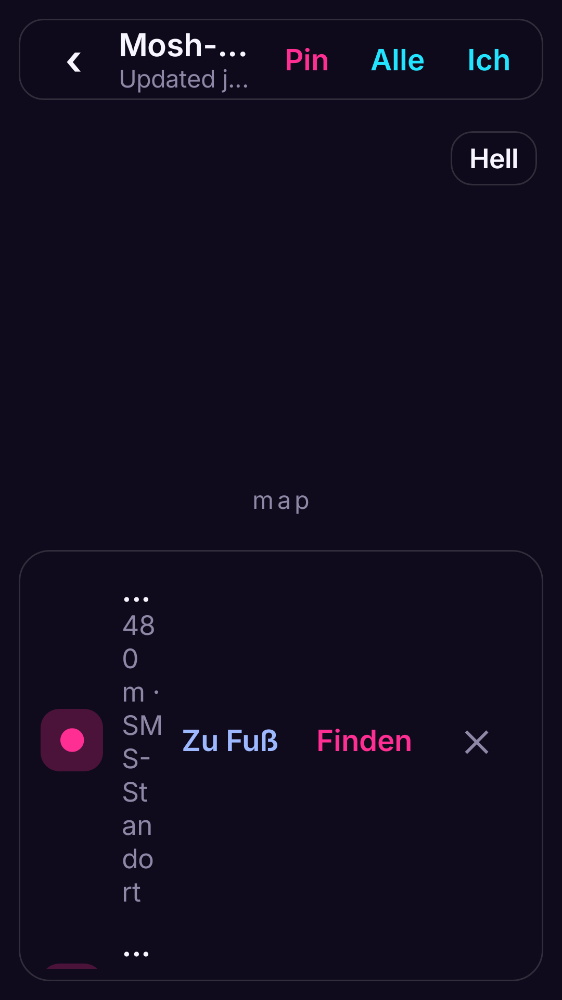 ‹ Mosh-... Pin Alle Ich
Updated j...
Hell
map
...
48
0
m ·
SM
S-
St
an
do
rt
Zu Fuß Finden ×
...